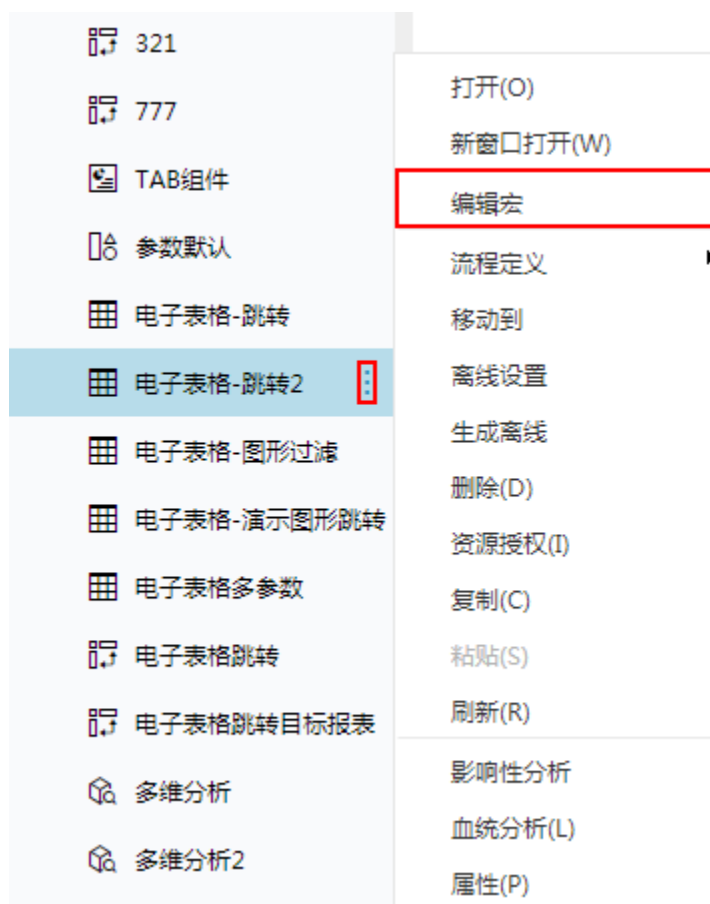 321
777
TAB组件
参数默认
电子表格-跳转
电子表格-跳转2
电子表格-图形过滤
电子表格-演示图形跳转
电子表格多参数
电子表格跳转
电子表格跳转目标报表
多维分析
多维分析2
打开(O)
新窗口打开(W)
编辑宏
流程定义
移动到
离线设置
生成离线
删除(D)
资源授权(I)
复制(C)
粘贴(S)
刷新(R)
影响性分析
血统分析(L)
属性(P)